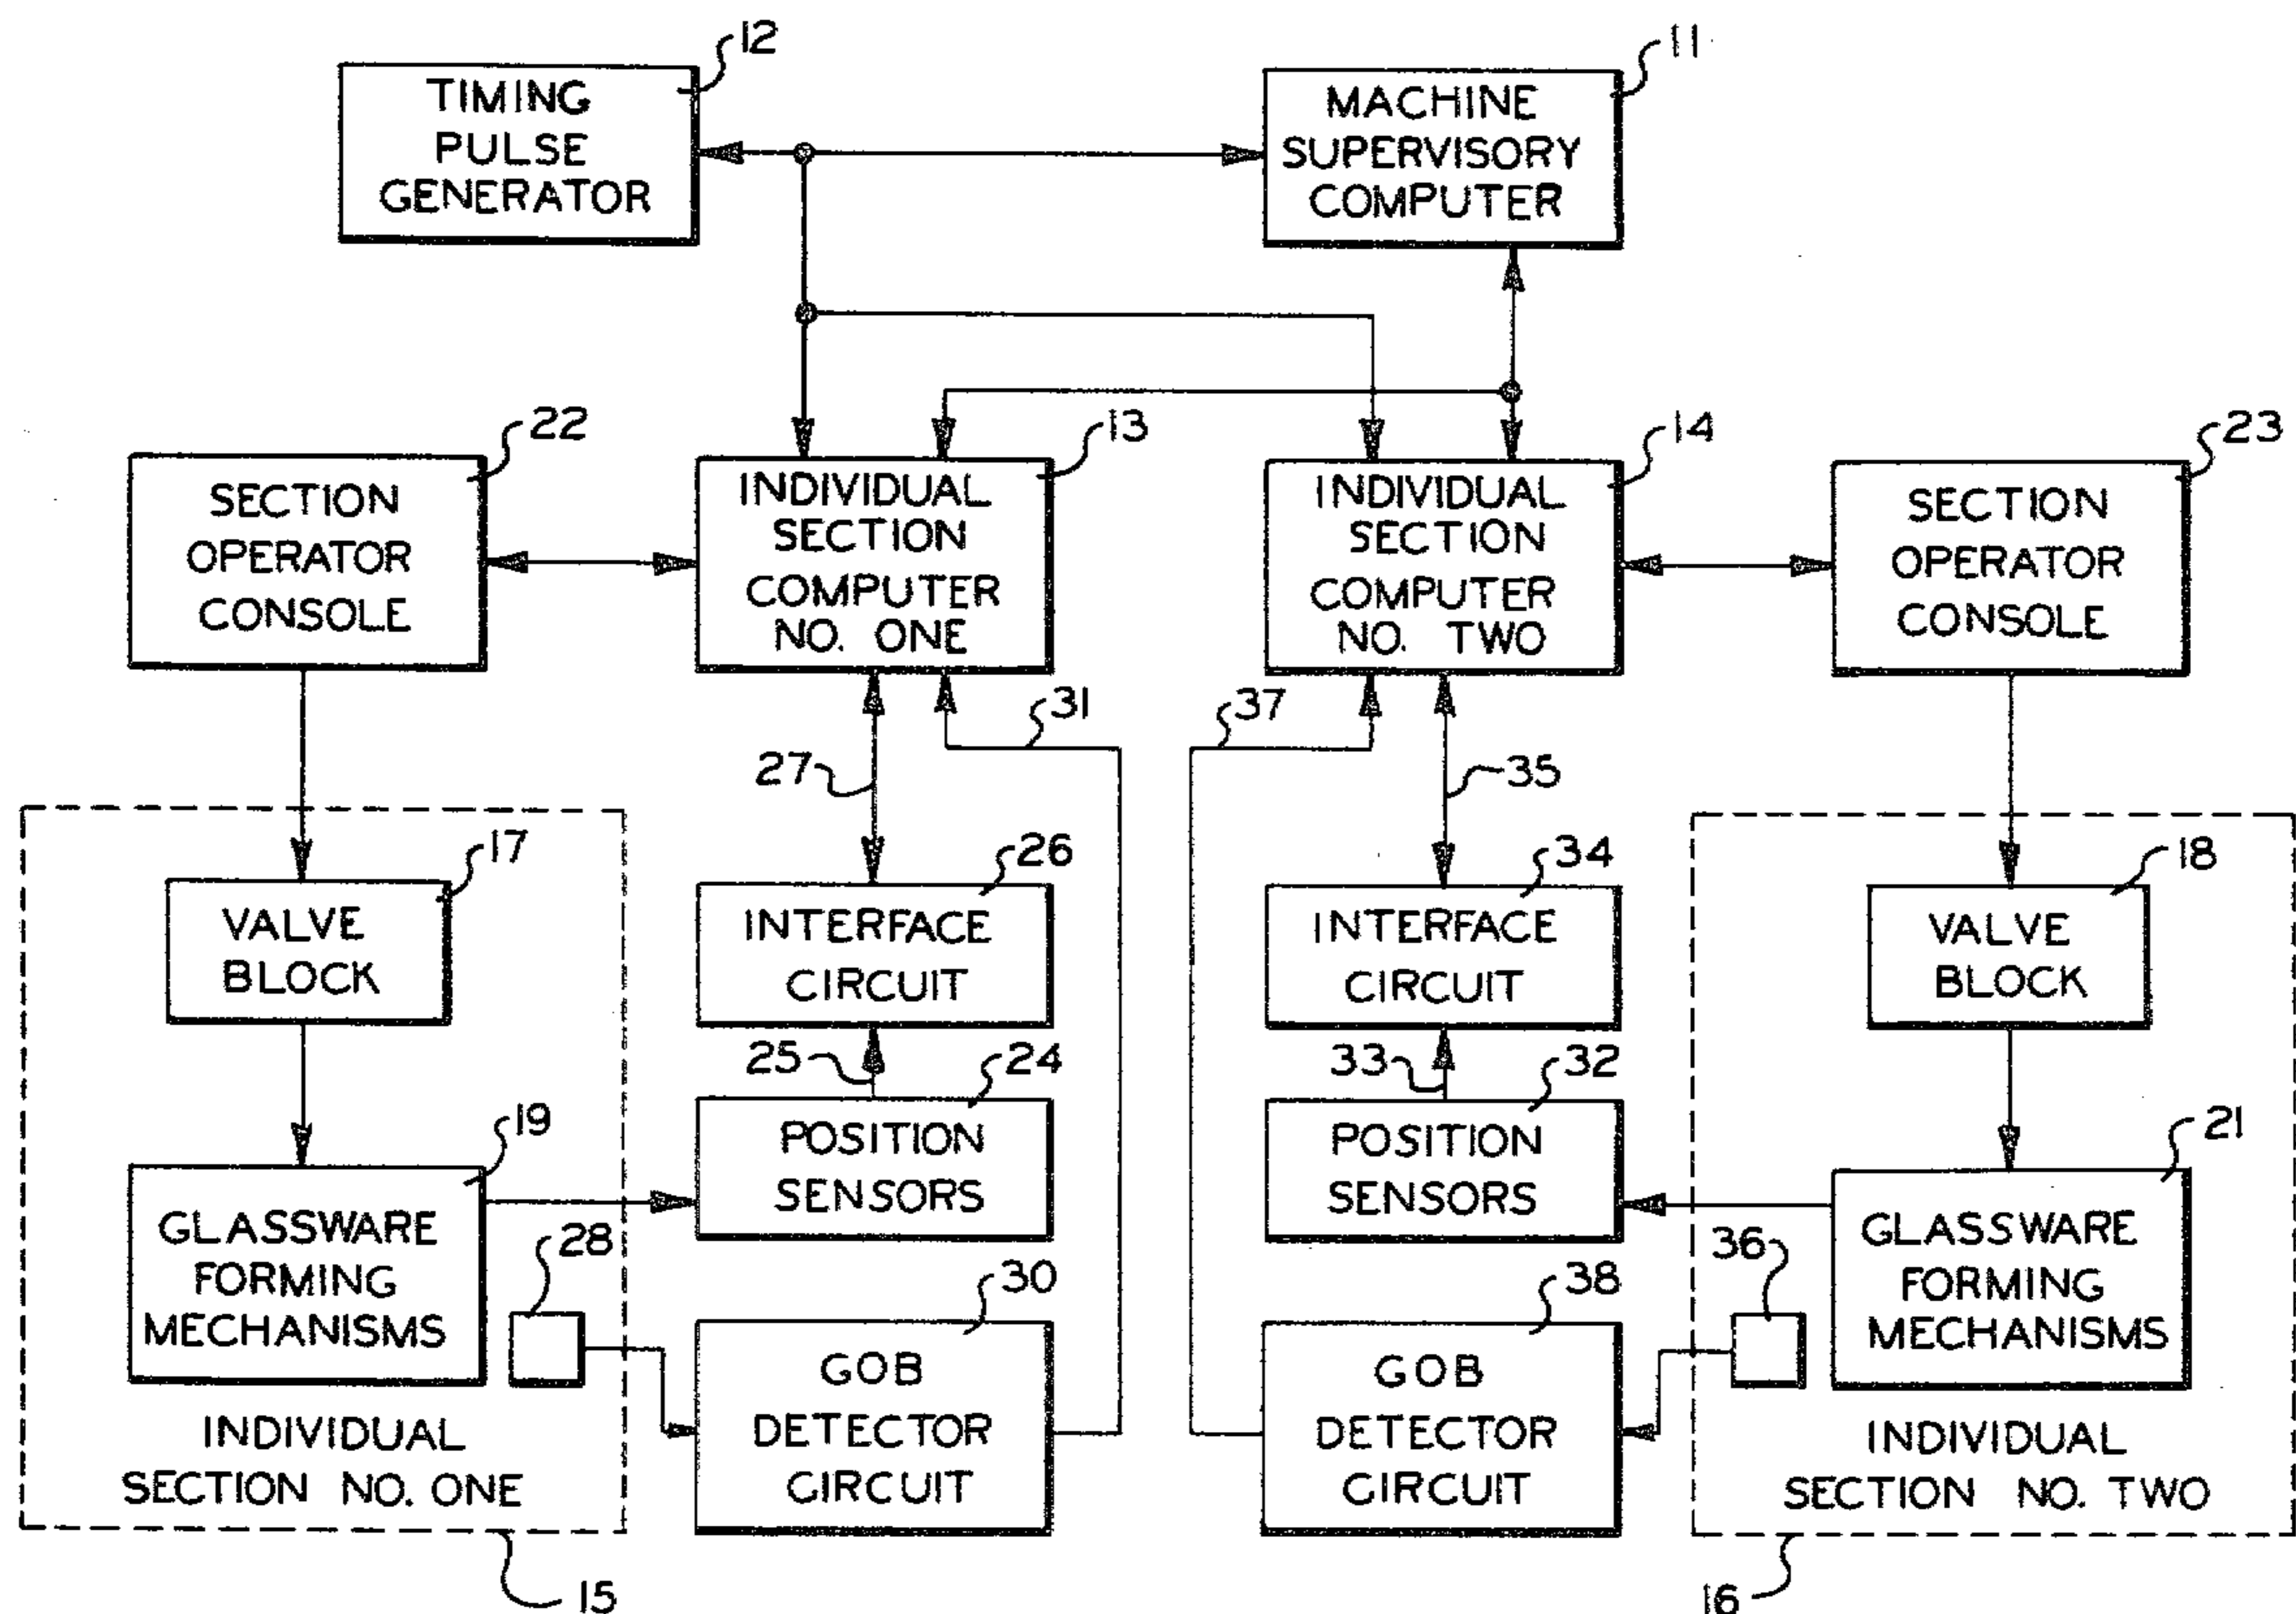 12
11
TIMING
PULSE
GENERATOR
MACHINE
SUPERVISORY
COMPUTER
22
13
14
23
SECTION
OPERATOR
CONSOLE
INDIVIDUAL
SECTION
COMPUTER
NO. ONE
INDIVIDUAL
SECTION
COMPUTER
NO. TWO
SECTION
OPERATOR
CONSOLE
31
37
27
35
17
26
34
18
VALVE
BLOCK
INTERFACE
CIRCUIT
INTERFACE
CIRCUIT
VALVE
BLOCK
25
24
33
32
19
21
POSITION
SENSORS
POSITION
SENSORS
GLASSWARE
FORMING
MECHANISMS
28
30
38
36
GLASSWARE
FORMING
MECHANISMS
GOB
DETECTOR
CIRCUIT
GOB
DETECTOR
CIRCUIT
INDIVIDUAL
SECTION NO. ONE
INDIVIDUAL
SECTION NO. TWO
15
16